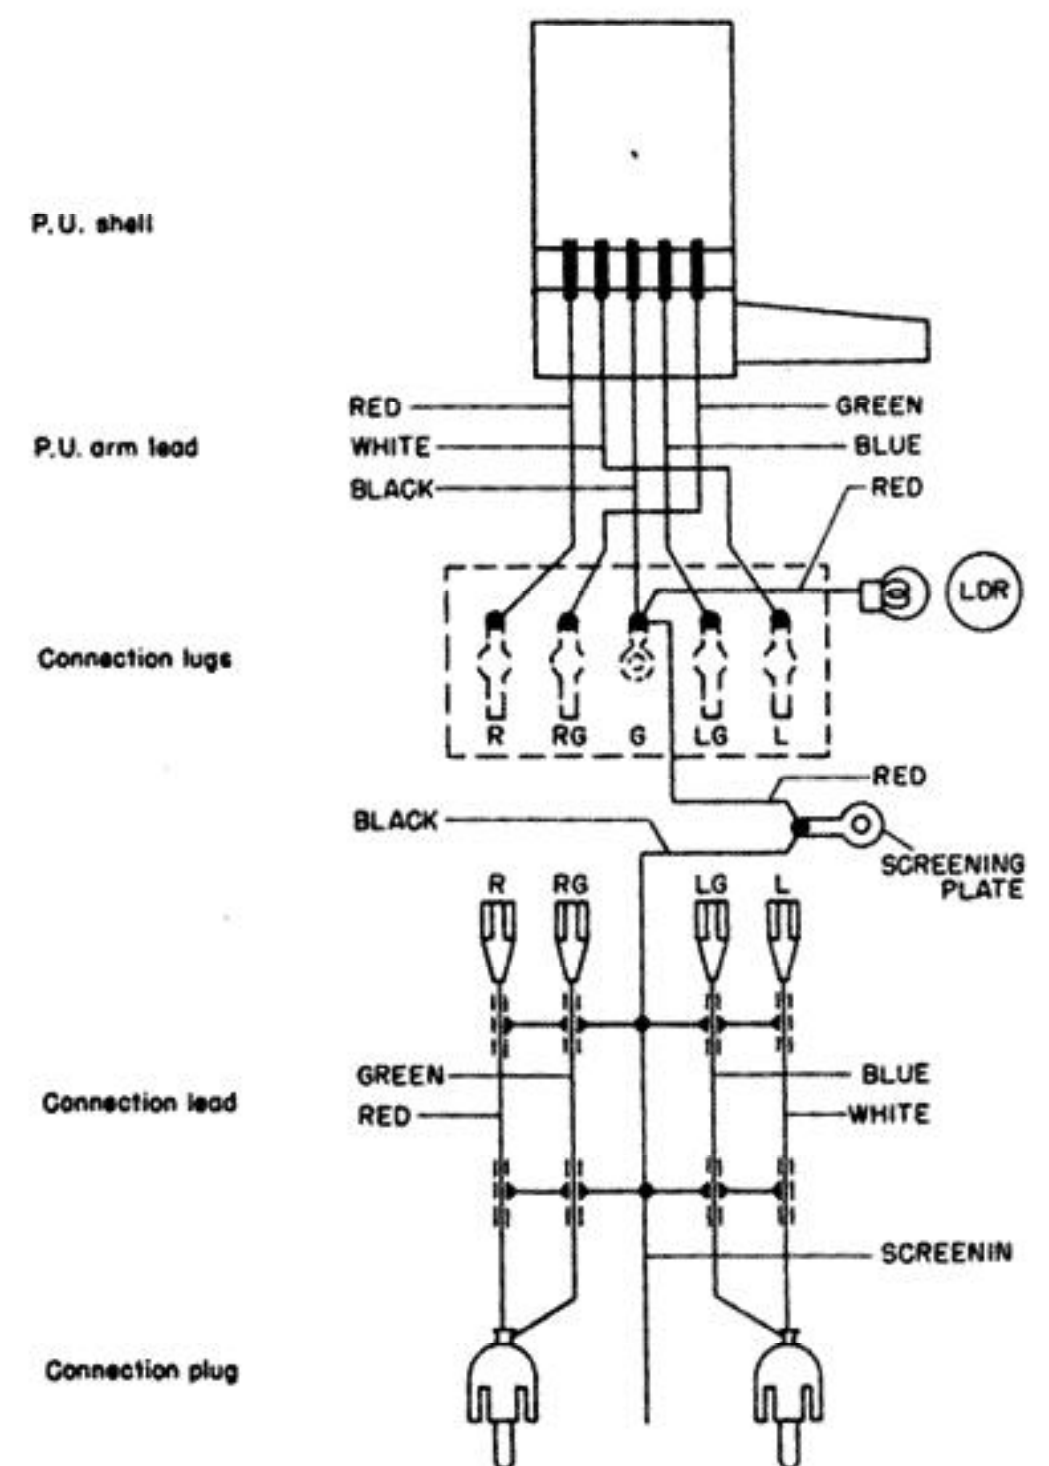 P.U. shell
RED
GREEN
P.U. arm lead
WHITE
BLUE
BLACK
RED
LDR
Connection lugs
R RG G LG L
RED
BLACK
SCREENING
PLATE
R RG LG L
GREEN
BLUE
Connection lead
RED
WHITE
SCREENIN
Connection plug